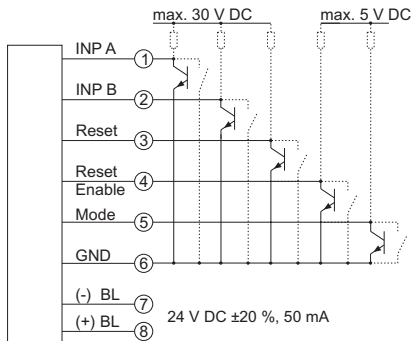 max. 30 V DC
max. 5 V DC
INP A 1
INP B 2
Reset 3
Reset
Enable 4
Mode 5
GND 6
(-) BL 7
(+) BL 8
24 V DC ±20 %, 50 mA